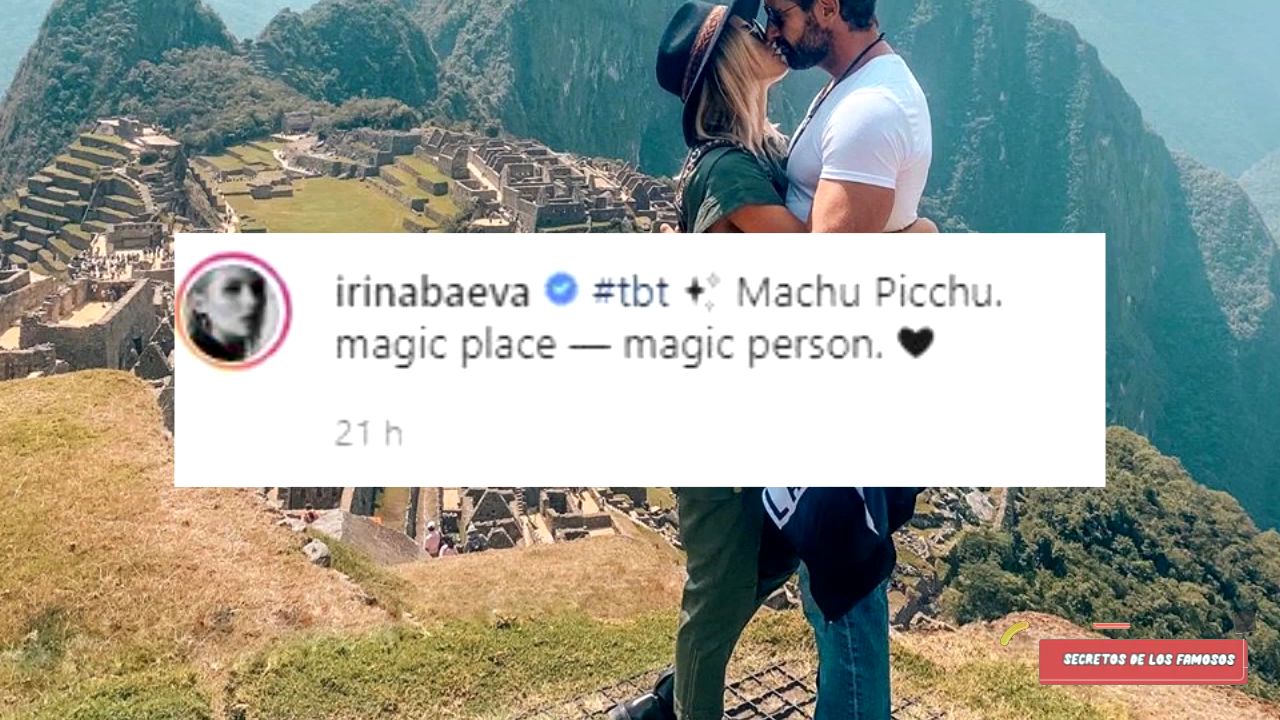 irinabaeva #tbt ✨ Machu Picchu.
magic place — magic person. 🖤
21 h
SECRETOS DE LOS FAMOSOS